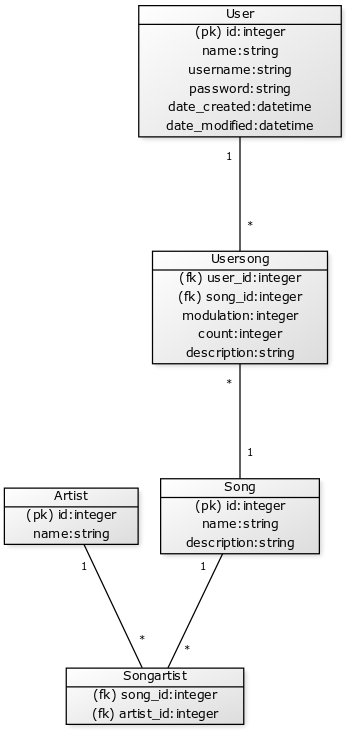 User
(pk) id:integer
name:string
username:string
password:string
date_created:datetime
date_modified:datetime
1
*
Usersong
(fk) user_id:integer
(fk) song_id:integer
modulation:integer
count:integer
description:string
*
1
Artist
(pk) id:integer
name:string
Song
(pk) id:integer
name:string
description:string
1
1
*
*
Songartist
(fk) song_id:integer
(fk) artist_id:integer